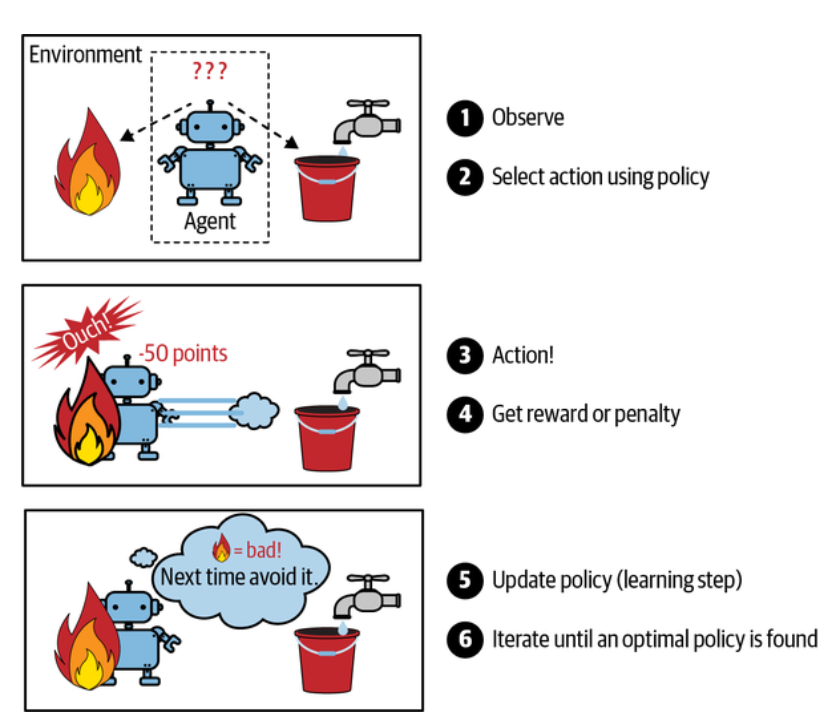 Environment
???
Agent
1 Observe
2 Select action using policy
Ouch!
-50 points
3 Action!
4 Get reward or penalty
= bad!
Next time avoid it.
5 Update policy (learning step)
6 Iterate until an optimal policy is found